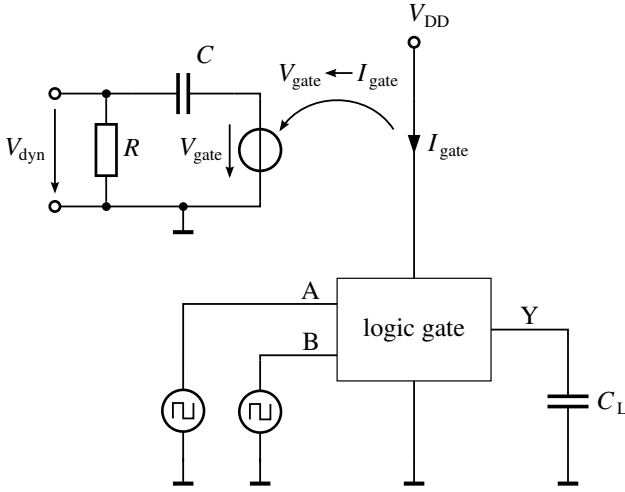 V_DD
C
V_gate ← I_gate
V_dyn
R
V_gate
I_gate
A
logic gate
Y
B
C_L